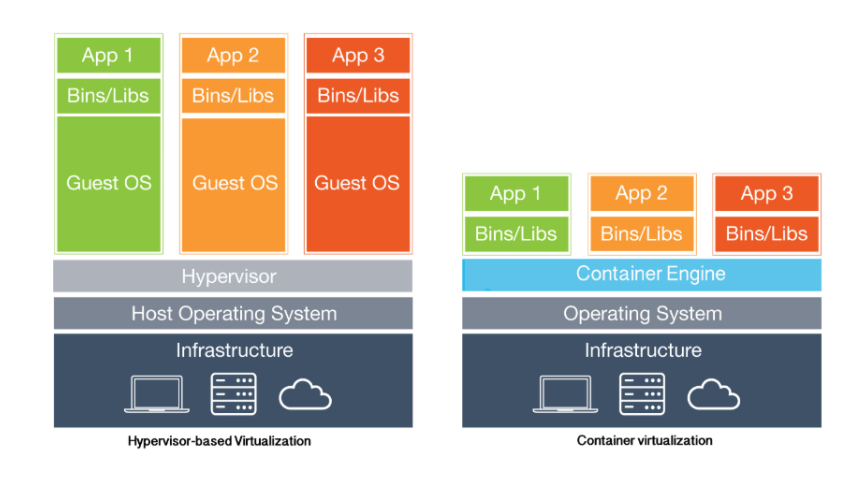 App 1
App 2
App 3
Bins/Libs
Bins/Libs
Bins/Libs
Guest OS
Guest OS
Guest OS
Hypervisor
Host Operating System
Infrastructure
Hypervisor-based Virtualization
App 1
App 2
App 3
Bins/Libs
Bins/Libs
Bins/Libs
Container Engine
Operating System
Infrastructure
Container virtualization